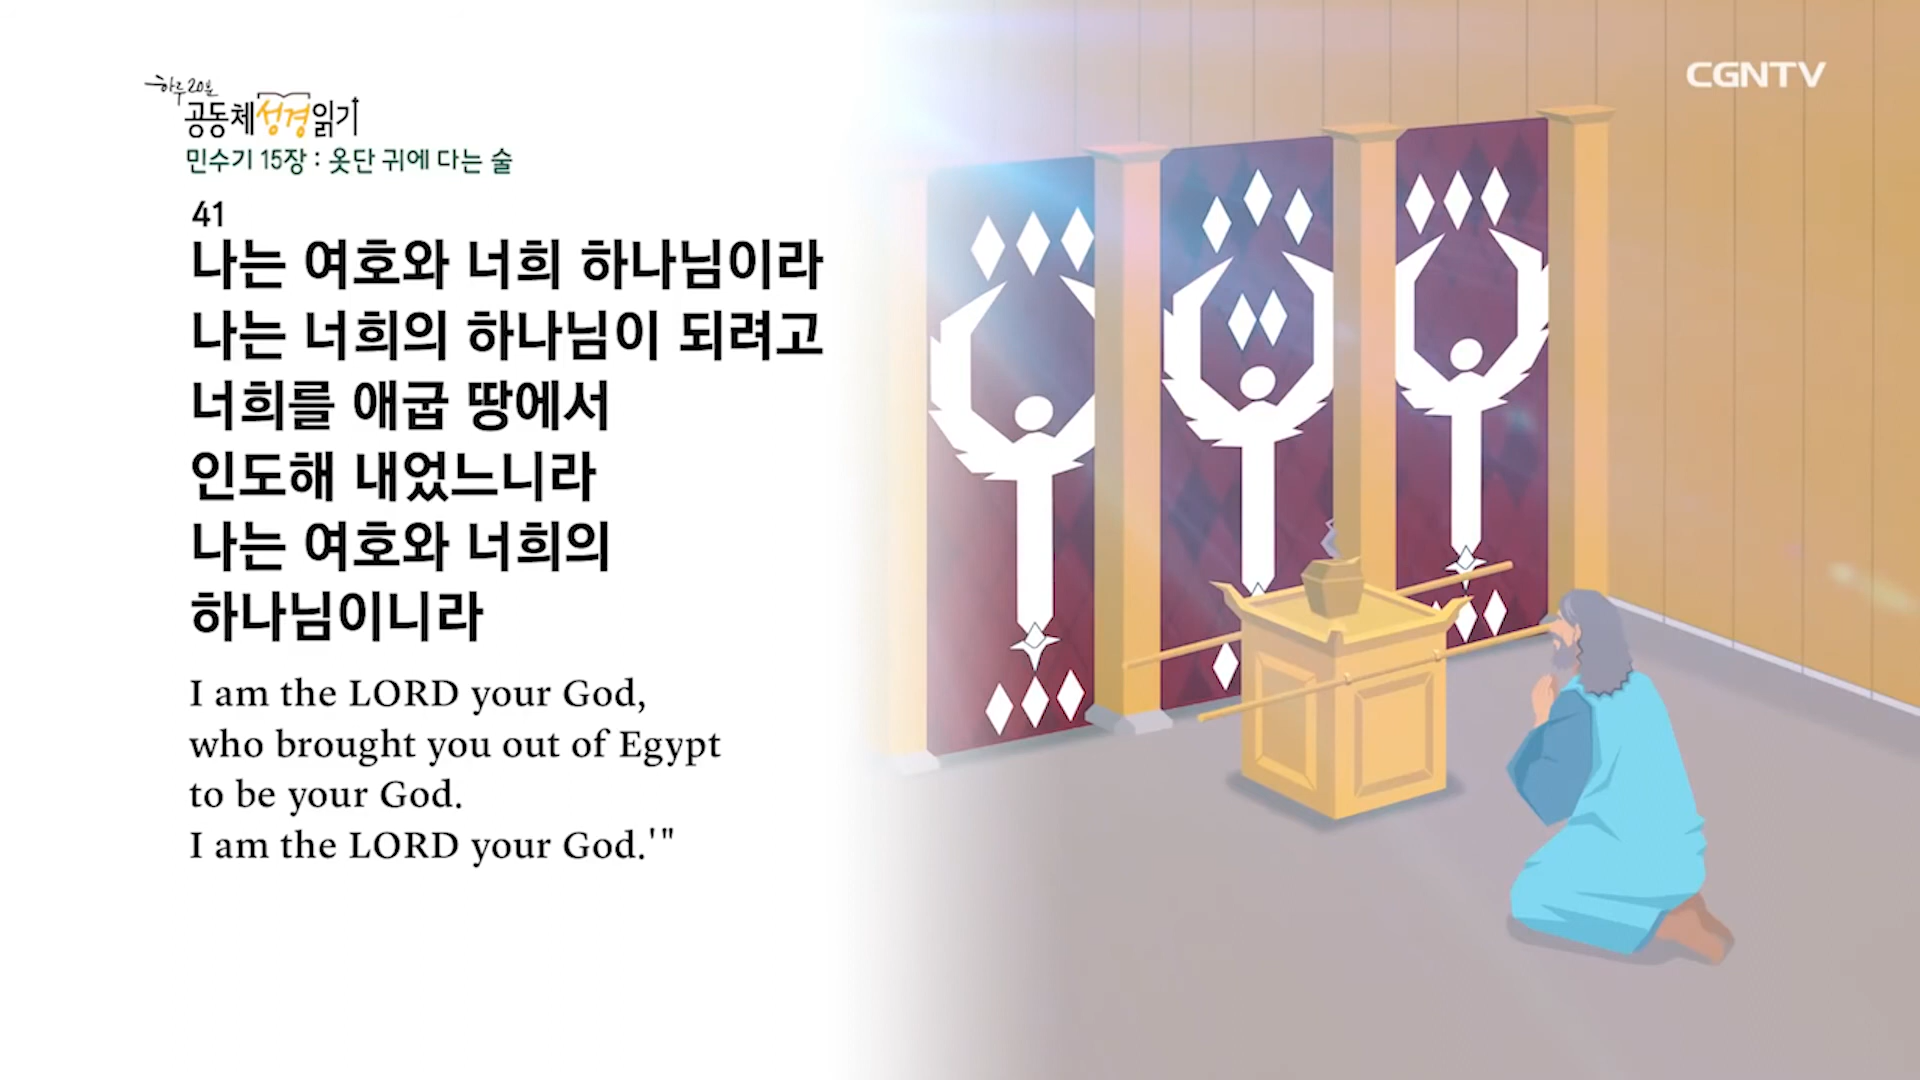 하루 20분
공동체성경읽기
CGNTV
민수기 15장 : 옷단 귀에 다는 술
41
나는 여호와 너희 하나님이라
나는 너희의 하나님이 되려고
너희를 애굽 땅에서
인도해 내었느니라
나는 여호와 너희의
하나님이니라
I am the LORD your God,
who brought you out of Egypt
to be your God.
I am the LORD your God.'"